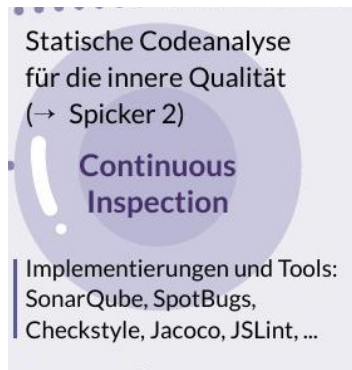 Statische Codeanalyse
für die innere Qualität
(→ Spicker 2)
Continuous
Inspection
Implementierungen und Tools:
SonarQube, SpotBugs,
Checkstyle, Jacoco, JSLint, ...